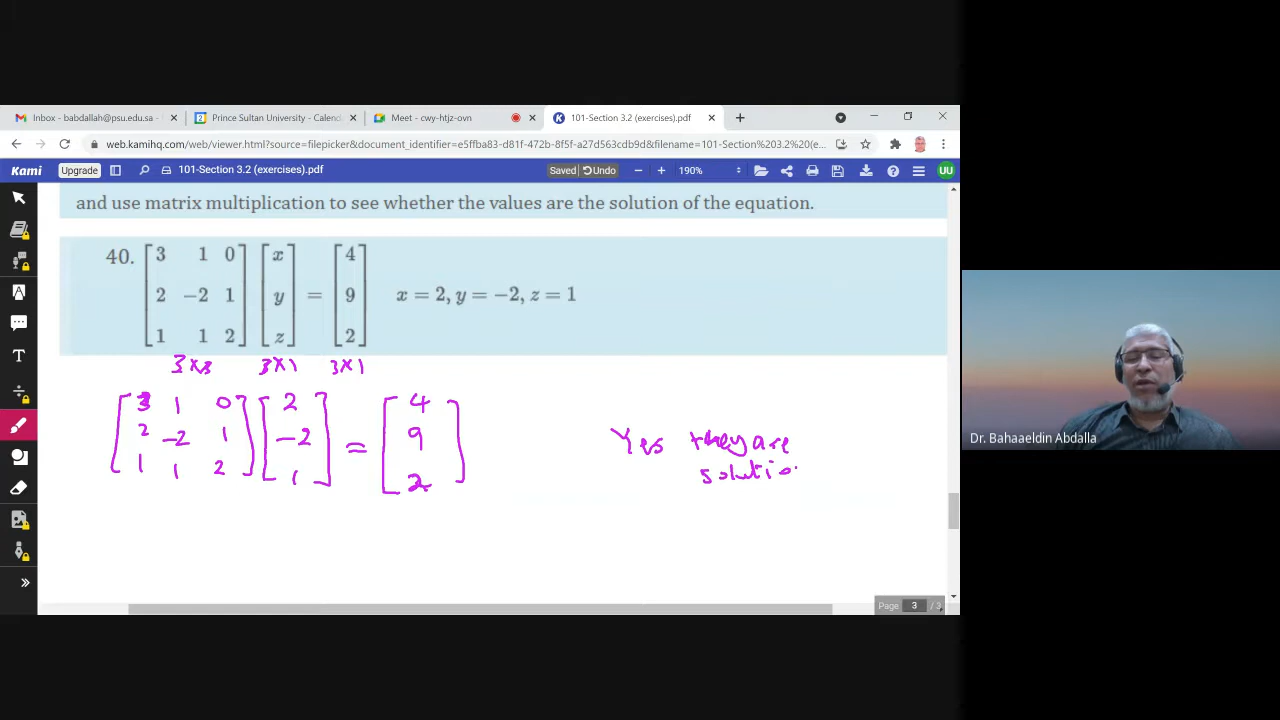 Inbox - babdallah@psu.edu.sa -
Prince Sultan University - Calend
Meet - cwy-htjz-ovn
101-Section 3.2 (exercises).pdf
web.kamihq.com/web/viewer.html?source=filepicker&document_identifier=e5ffba83-d81f-472b-8f5f-a27d563cdb9d&filename=101-Section%203.2%20(e...
UU
Kami Upgrade 101-Section 3.2 (exercises).pdf Saved Undo 190%
and use matrix multiplication to see whether the values are the solution of the equation.
40. 3 1 0 x 4
2 −2 1 y = 9 x = 2, y = −2, z = 1
1 1 2 z 2
3×3 3×1 3×1
3 1 0 2 4
2 −2 1 −2 = 9 Yes they are
1 1 2 1 2 solutio
Dr. Bahaaeldin Abdalla
Page 3 / 3